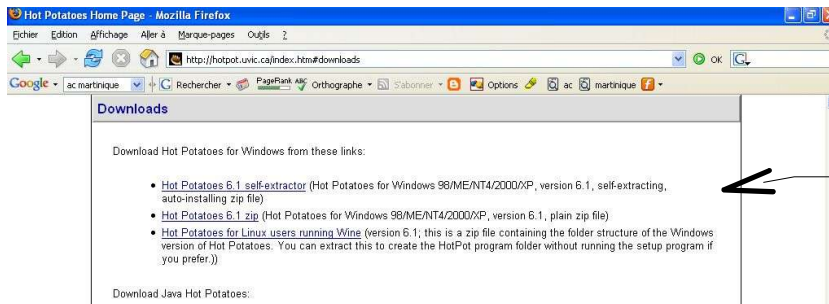 Hot Potatoes Home Page - Mozilla Firefox
Fichier Edition Affichage Aller à Marque-pages Outils ?
http://hotpot.uvic.ca/index.htm#downloads OK G
Google ac martinique G Rechercher PageRank ABC Orthographe S'abonner Options ac martinique
Downloads
Download Hot Potatoes for Windows from these links:
• Hot Potatoes 6.1 self-extractor (Hot Potatoes for Windows 98/ME/NT4/2000/XP, version 6.1, self-extracting,
auto-installing zip file)
• Hot Potatoes 6.1 zip (Hot Potatoes for Windows 98/ME/NT4/2000/XP, version 6.1, plain zip file)
• Hot Potatoes for Linux users running Wine (version 6.1; this is a zip file containing the folder structure of the Windows
version of Hot Potatoes. You can extract this to create the HotPot program folder without running the setup program if
you prefer.))
Download Java Hot Potatoes: